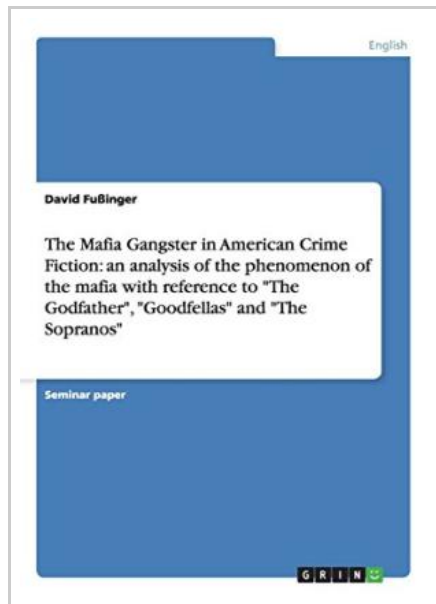 English
David Fußinger
The Mafia Gangster in American Crime
Fiction: an analysis of the phenomenon of
the mafia with reference to "The
Godfather", "Goodfellas" and "The
Sopranos"
Seminar paper
GRIN